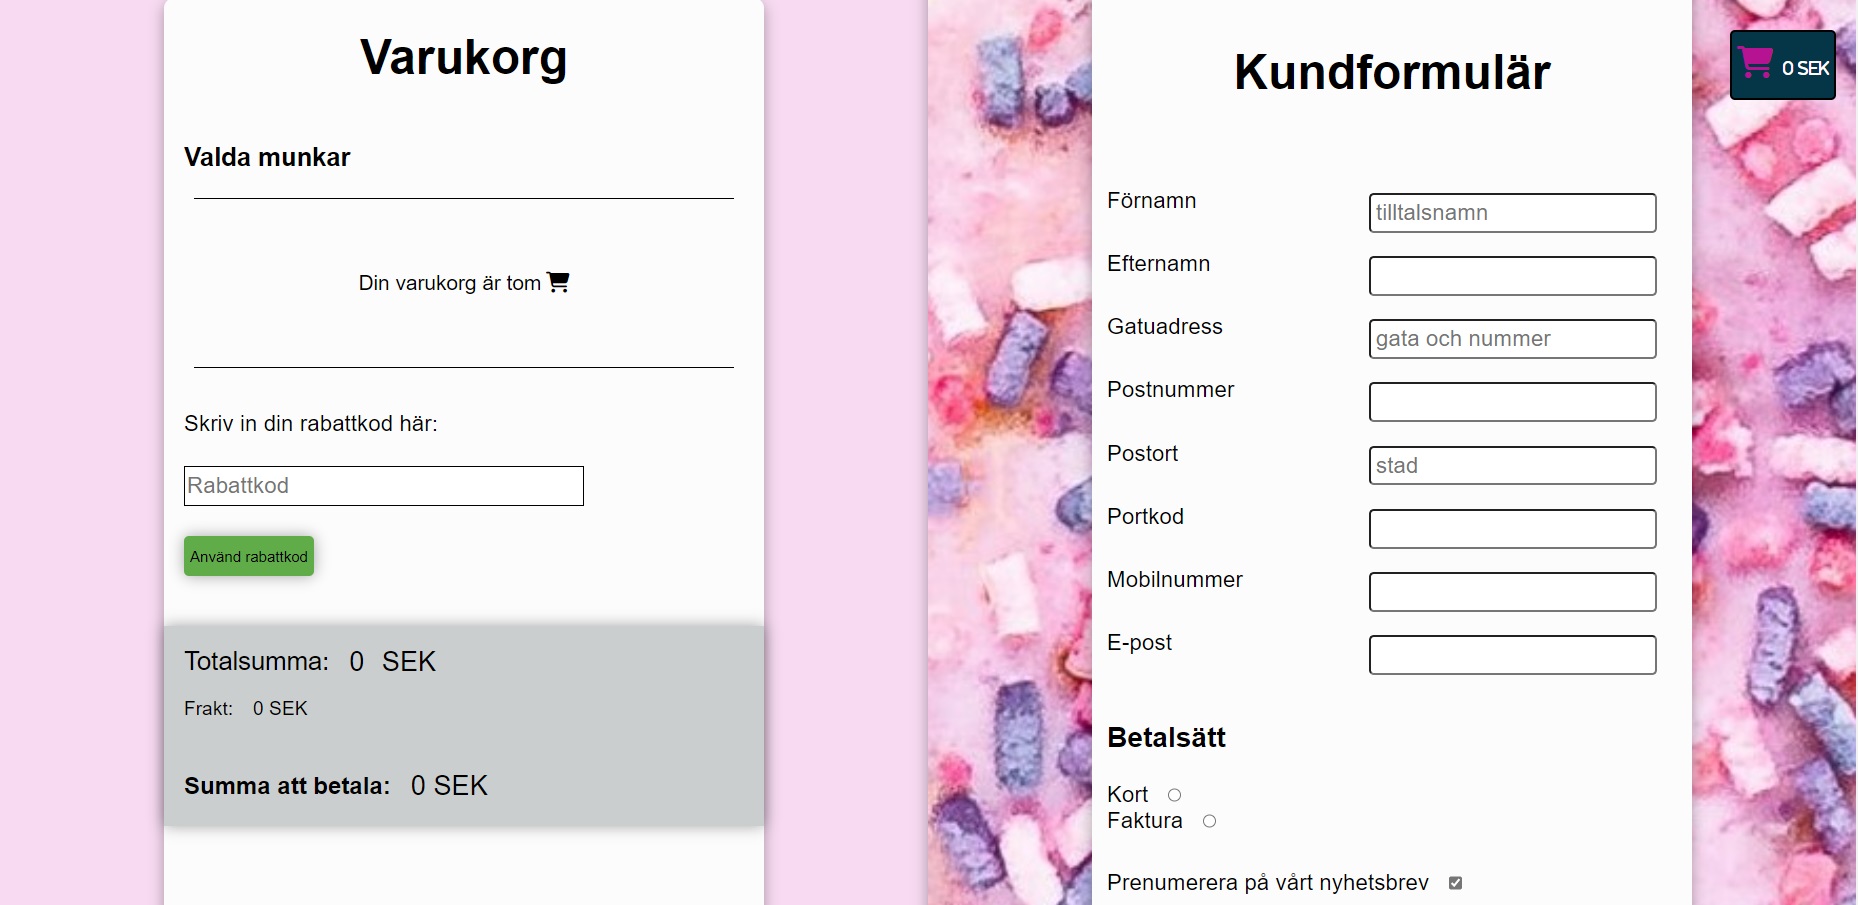 Varukorg
Valda munkar
Din varukorg är tom
Skriv in din rabattkod här:
Rabattkod
Använd rabattkod
Totalsumma: 0 SEK
Frakt: 0 SEK
Summa att betala: 0 SEK
Kundformulär
0 SEK
Förnamn
tilltalsnamn
Efternamn
Gatuadress
gata och nummer
Postnummer
Postort
stad
Portkod
Mobilnummer
E-post
Betalsätt
Kort
Faktura
Prenumerera på vårt nyhetsbrev